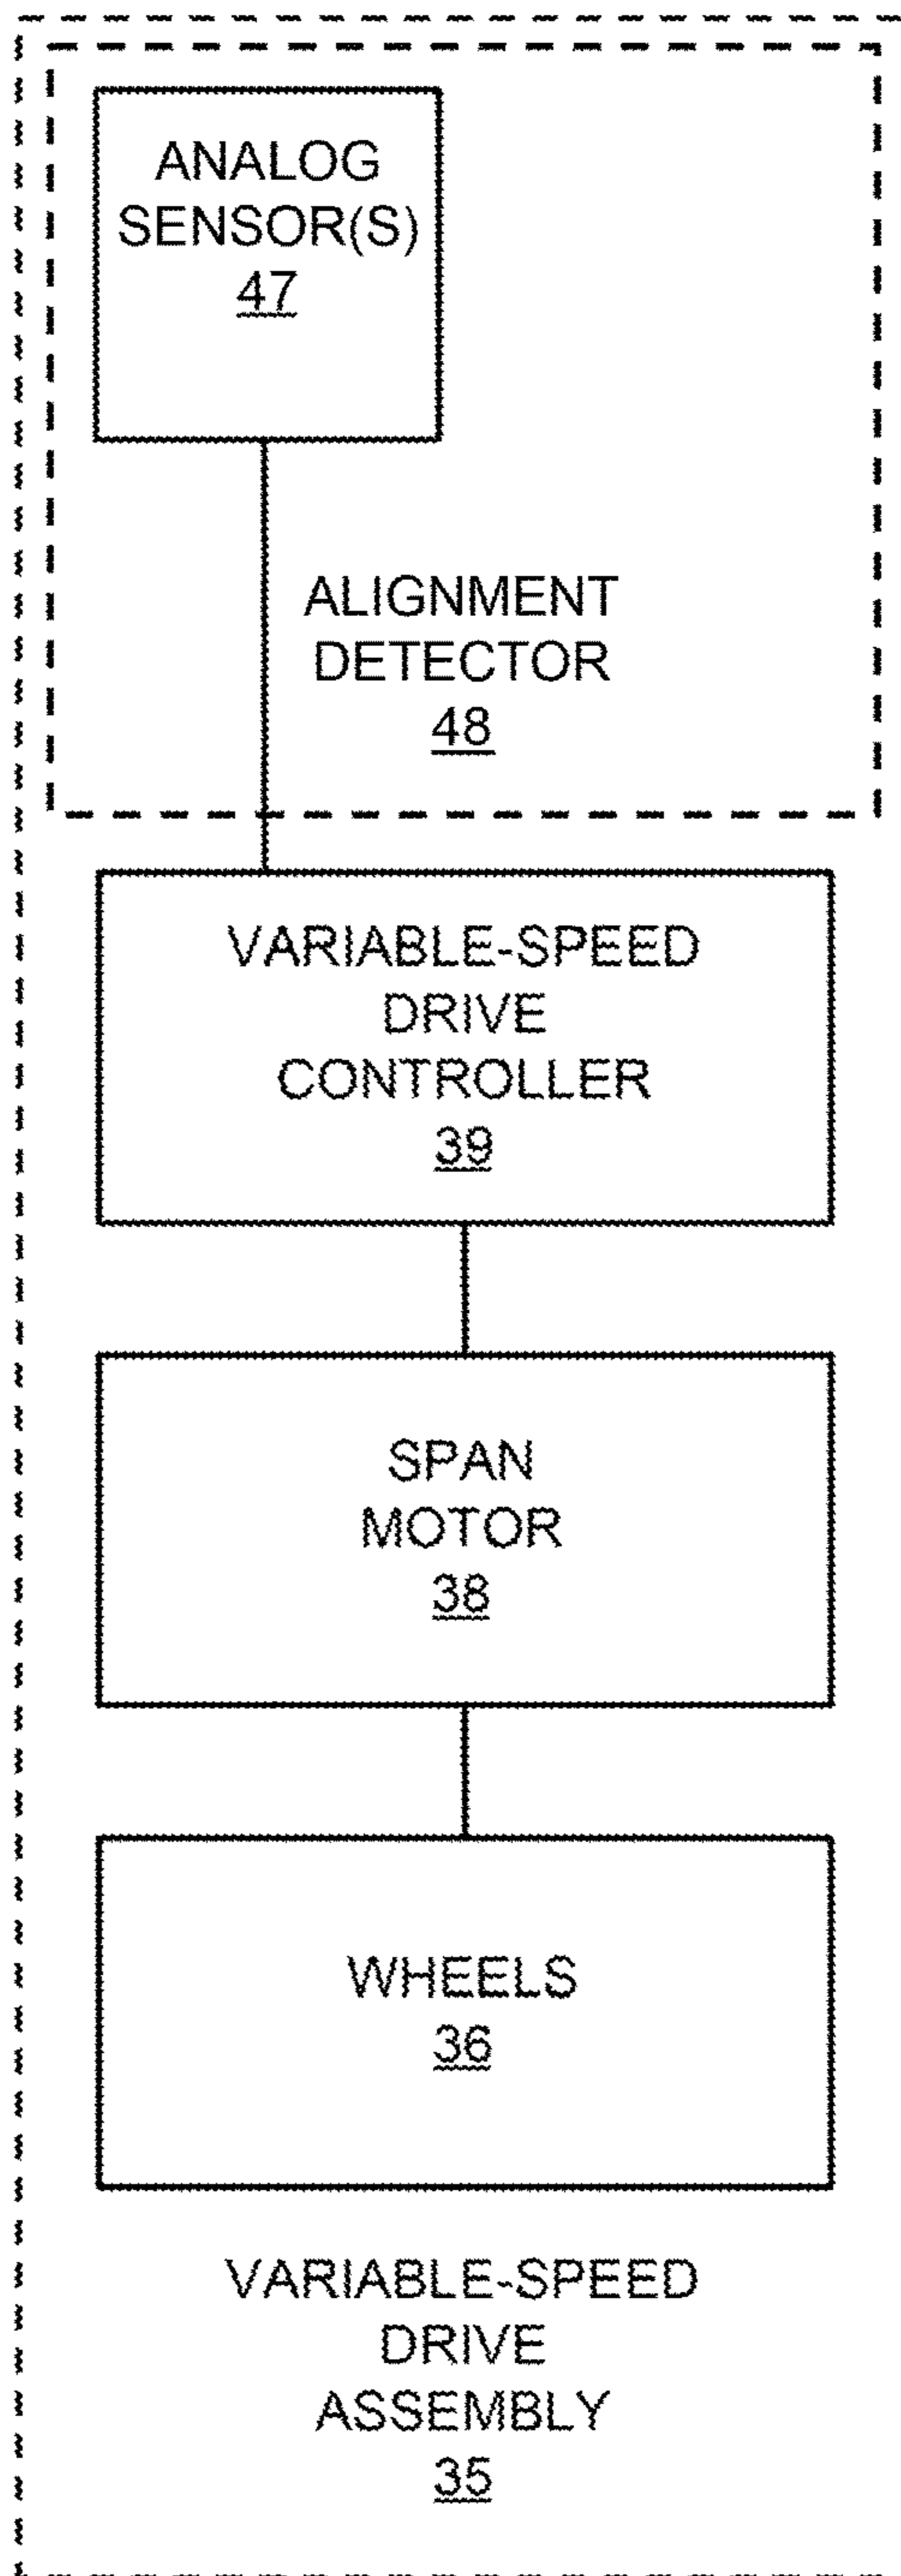 ANALOG
SENSOR(S)
47
ALIGNMENT
DETECTOR
48
VARIABLE-SPEED
DRIVE
CONTROLLER
39
SPAN
MOTOR
38
WHEELS
36
VARIABLE-SPEED
DRIVE
ASSEMBLY
35